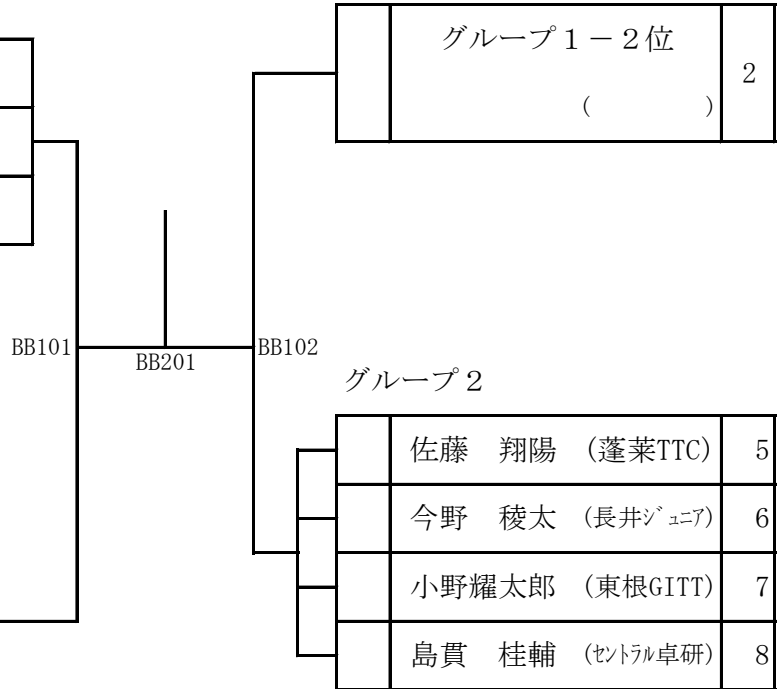 グループ１－２位
2
(　　　)
BB101
BB201
BB102
グループ２
佐藤　翔陽　(蓬莱TTC)　5
今野　稜太　(長井ｼﾞｭﾆｱ)　6
小野耀太郎　(東根GITT)　7
島貫　桂輔　(ｾﾝﾄﾗﾙ卓研)　8